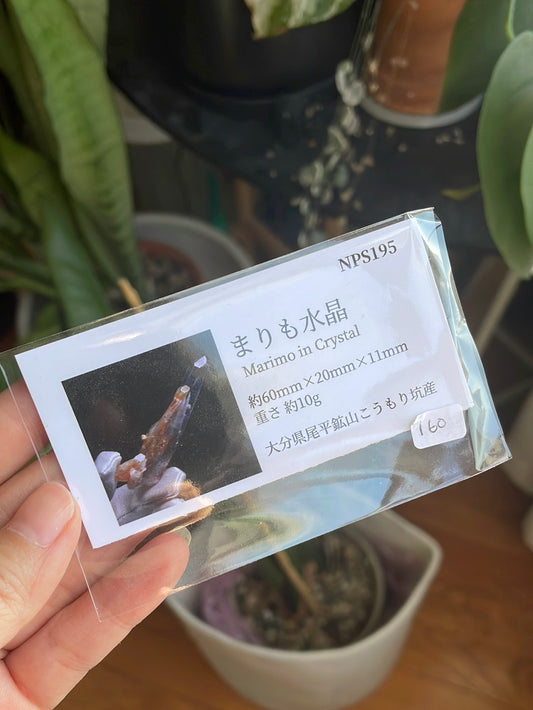 NPS195
まりも水晶
Marimo in Crystal
約60mm×20mm×11mm
重さ 約10g
大分県尾平鉱山こうもり坑産
160